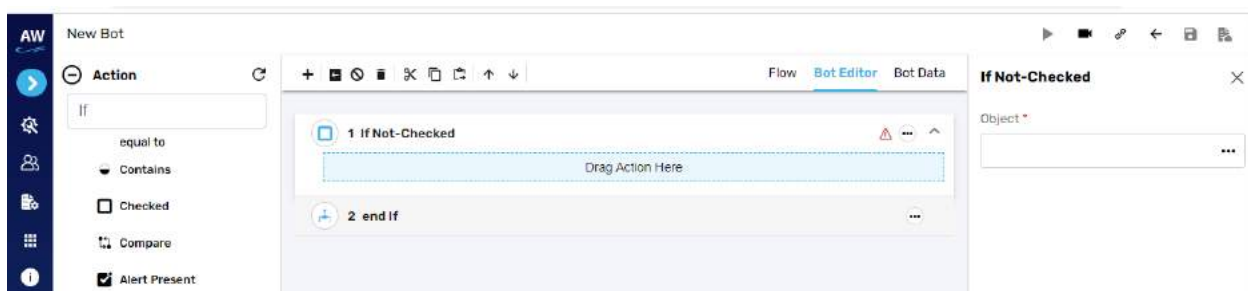 AW
New Bot
Action
If
equal to
Contains
Checked
Compare
Alert Present
Flow Bot Editor Bot Data
1 If Not-Checked
Drag Action Here
2 end If
If Not-Checked
Object *